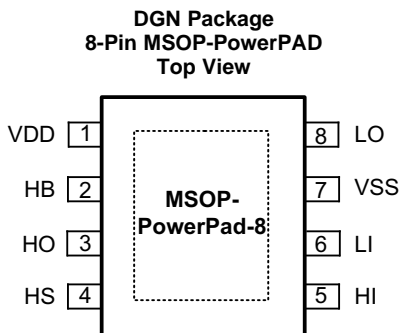 DGN Package
8-Pin MSOP-PowerPAD
Top View
VDD 1
8 LO
HB 2
7 VSS
MSOP-
PowerPad-8
HO 3
6 LI
HS 4
5 HI